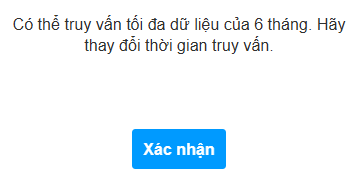 Có thể truy vấn tối đa dữ liệu của 6 tháng. Hãy
thay đổi thời gian truy vấn.
Xác nhận